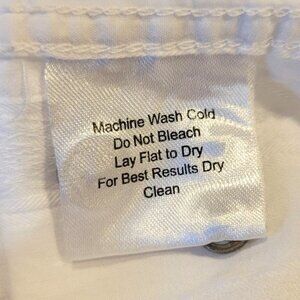 Machine Wash Cold
Do Not Bleach
Lay Flat to Dry
For Best Results Dry
Clean